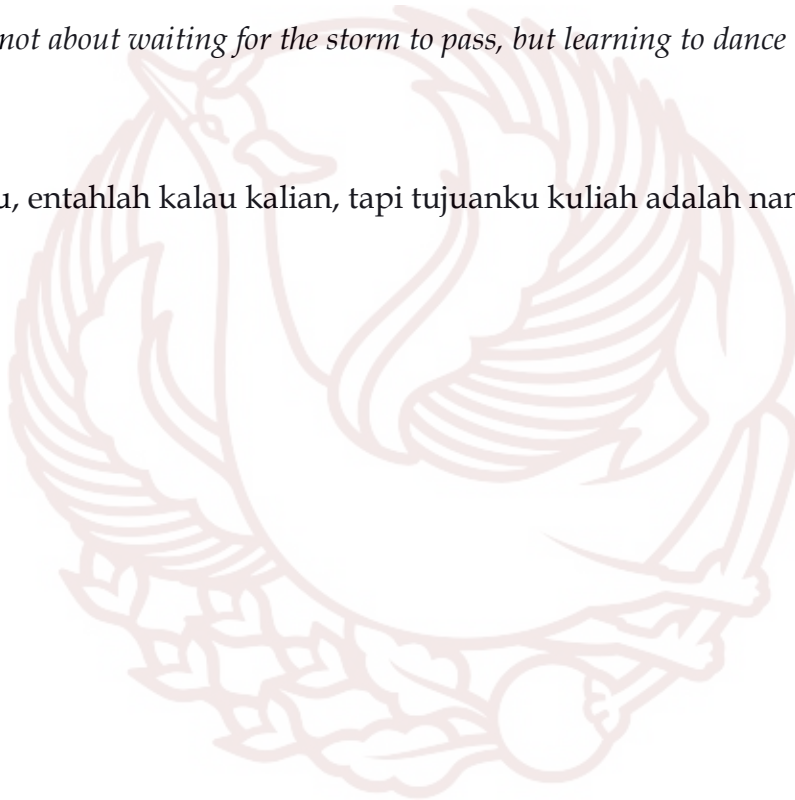 not about waiting for the storm to pass, but learning to dance
entahlah kalau kalian, tapi tujuanku kuliah adalah